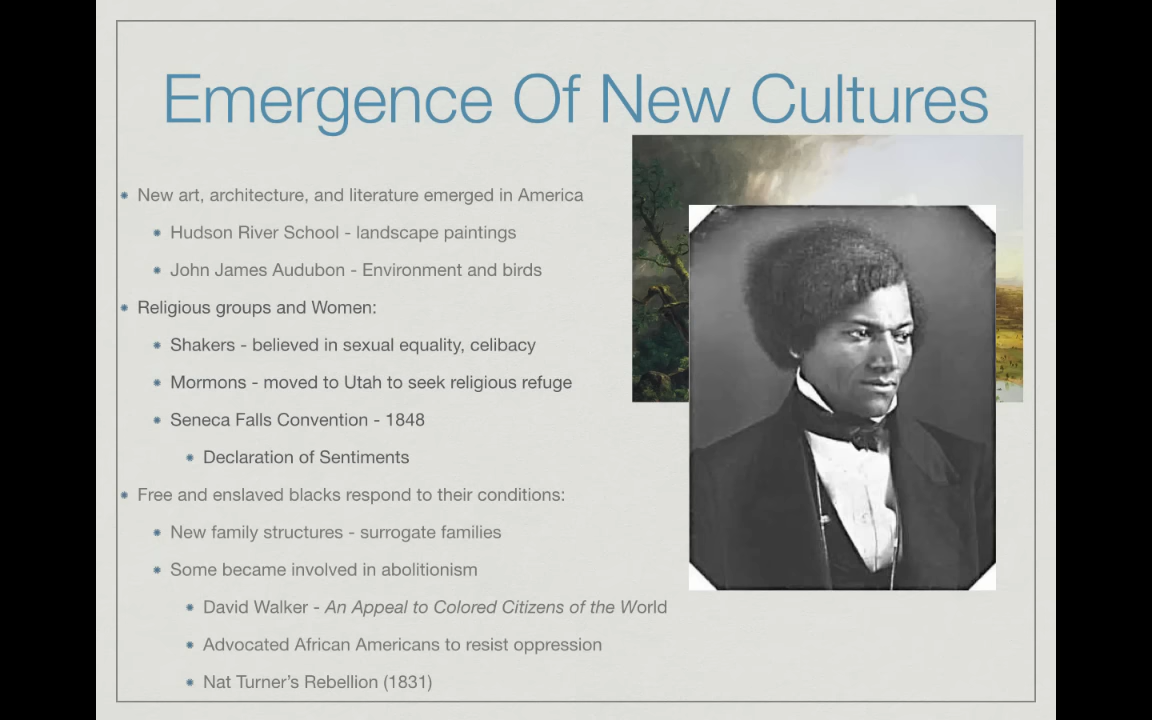 Emergence Of New Cultures
New art, architecture, and literature emerged in America
Hudson River School - landscape paintings
John James Audubon - Environment and birds
Religious groups and Women:
Shakers - believed in sexual equality, celibacy
Mormons - moved to Utah to seek religious refuge
Seneca Falls Convention - 1848
Declaration of Sentiments
Free and enslaved blacks respond to their conditions:
New family structures - surrogate families
Some became involved in abolitionism
David Walker - An Appeal to Colored Citizens of the World
Advocated African Americans to resist oppression
Nat Turner’s Rebellion (1831)